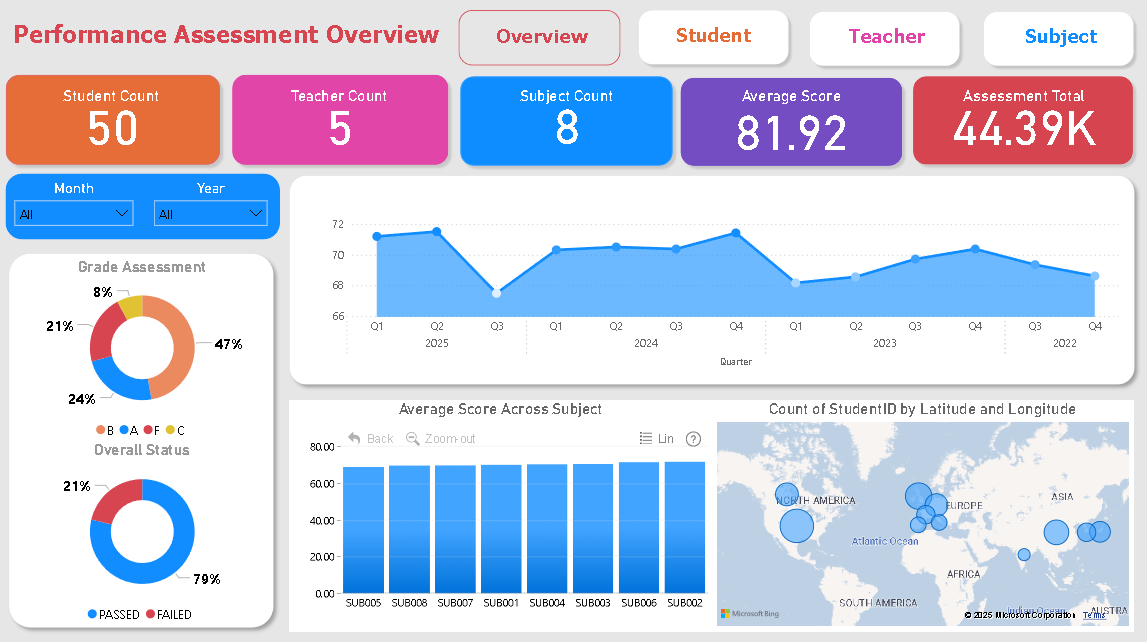 Performance Assessment Overview
Overview
Student
Teacher
Subject
Student Count
50
Teacher Count
5
Subject Count
8
Average Score
81.92
Assessment Total
44.39K
Month
Year
All
All
72
70
68
66
Q1 Q2 Q3 Q1 Q2 Q3 Q4 Q1 Q2 Q3 Q4 Q3 Q4
2025 2024 2023 2022
Quarter
Grade Assessment
8%
21%
47%
24%
B A F C
Overall Status
21%
79%
PASSED FAILED
Average Score Across Subject
Back Zoom-out Lin ?
80.00
60.00
40.00
20.00
0.00
SUB005 SUB008 SUB007 SUB001 SUB004 SUB003 SUB006 SUB002
Count of StudentID by Latitude and Longitude
NORTH AMERICA
EUROPE
ASIA
Atlantic Ocean
AFRICA
SOUTH AMERICA
Indian Ocean
AUSTRA
Microsoft Bing
© 2025 Microsoft Corporation Terms